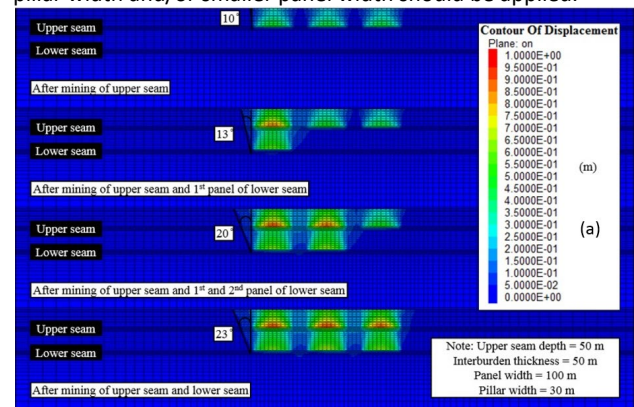 pillar width and/or smaller panel width should be applied.
10°
Upper seam
Lower seam
After mining of upper seam
Upper seam
13°
Lower seam
After mining of upper seam and 1st panel of lower seam
Upper seam
20°
Lower seam
After mining of upper seam and 1st and 2nd panel of lower seam
Upper seam
23°
Lower seam
After mining of upper seam and lower seam
Contour Of Displacement
Plane: on
1.0000E+00
9.5000E-01
9.0000E-01
8.5000E-01
8.0000E-01
7.5000E-01
7.0000E-01
6.5000E-01
6.0000E-01
5.5000E-01
5.0000E-01
4.5000E-01
4.0000E-01
3.5000E-01
3.0000E-01
2.5000E-01
2.0000E-01
1.5000E-01
1.0000E-01
5.0000E-02
0.0000E+00
(m)
(a)
Note: Upper seam depth = 50 m
Interburden thickness = 50 m
Panel width = 100 m
Pillar width = 30 m